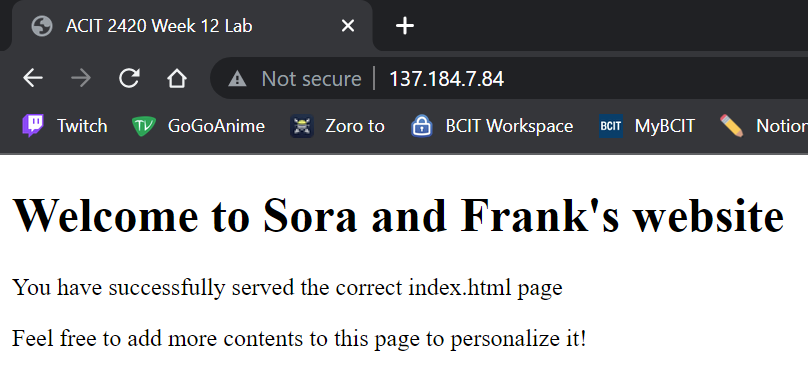 ACIT 2420 Week 12 Lab
Not secure 137.184.7.84
Twitch TV GoGoAnime Zoro to BCIT Workspace BCIT MyBCIT Notion
Welcome to Sora and Frank's website
You have successfully served the correct index.html page
Feel free to add more contents to this page to personalize it!